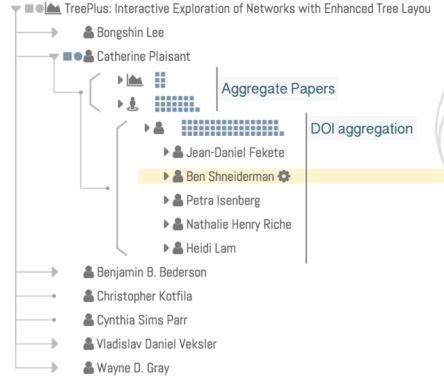 TreePlus: Interactive Exploration of Networks with Enhanced Tree Layou
Bongshin Lee
Catherine Plaisant
Aggregate Papers
DOI aggregation
Jean-Daniel Fekete
Ben Shneiderman
Petra Isenberg
Nathalie Henry Riche
Heidi Lam
Benjamin B. Bederson
Christopher Kotfila
Cynthia Sims Parr
Vladislav Daniel Veksler
Wayne D. Gray